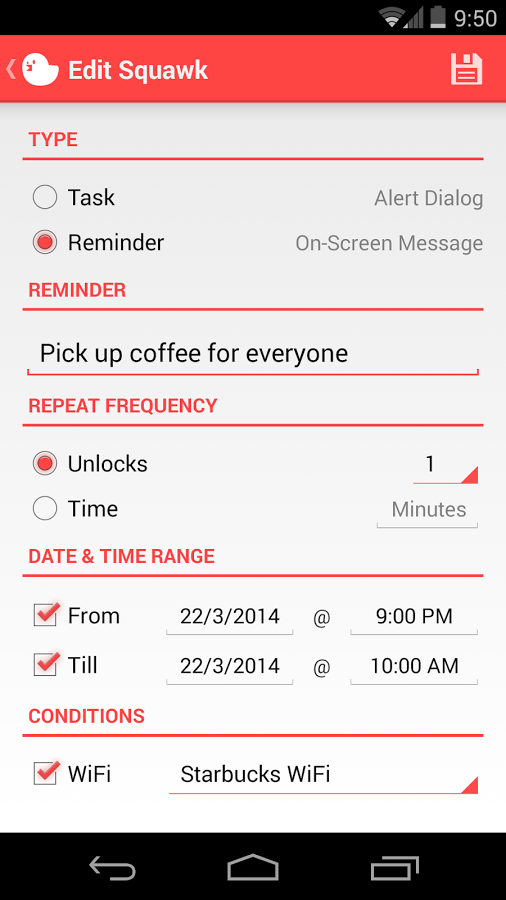 9:50
Edit Squawk
TYPE
Task Alert Dialog
Reminder On-Screen Message
REMINDER
Pick up coffee for everyone
REPEAT FREQUENCY
Unlocks 1
Time Minutes
DATE & TIME RANGE
From 22/3/2014 @ 9:00 PM
Till 22/3/2014 @ 10:00 AM
CONDITIONS
WiFi Starbucks WiFi